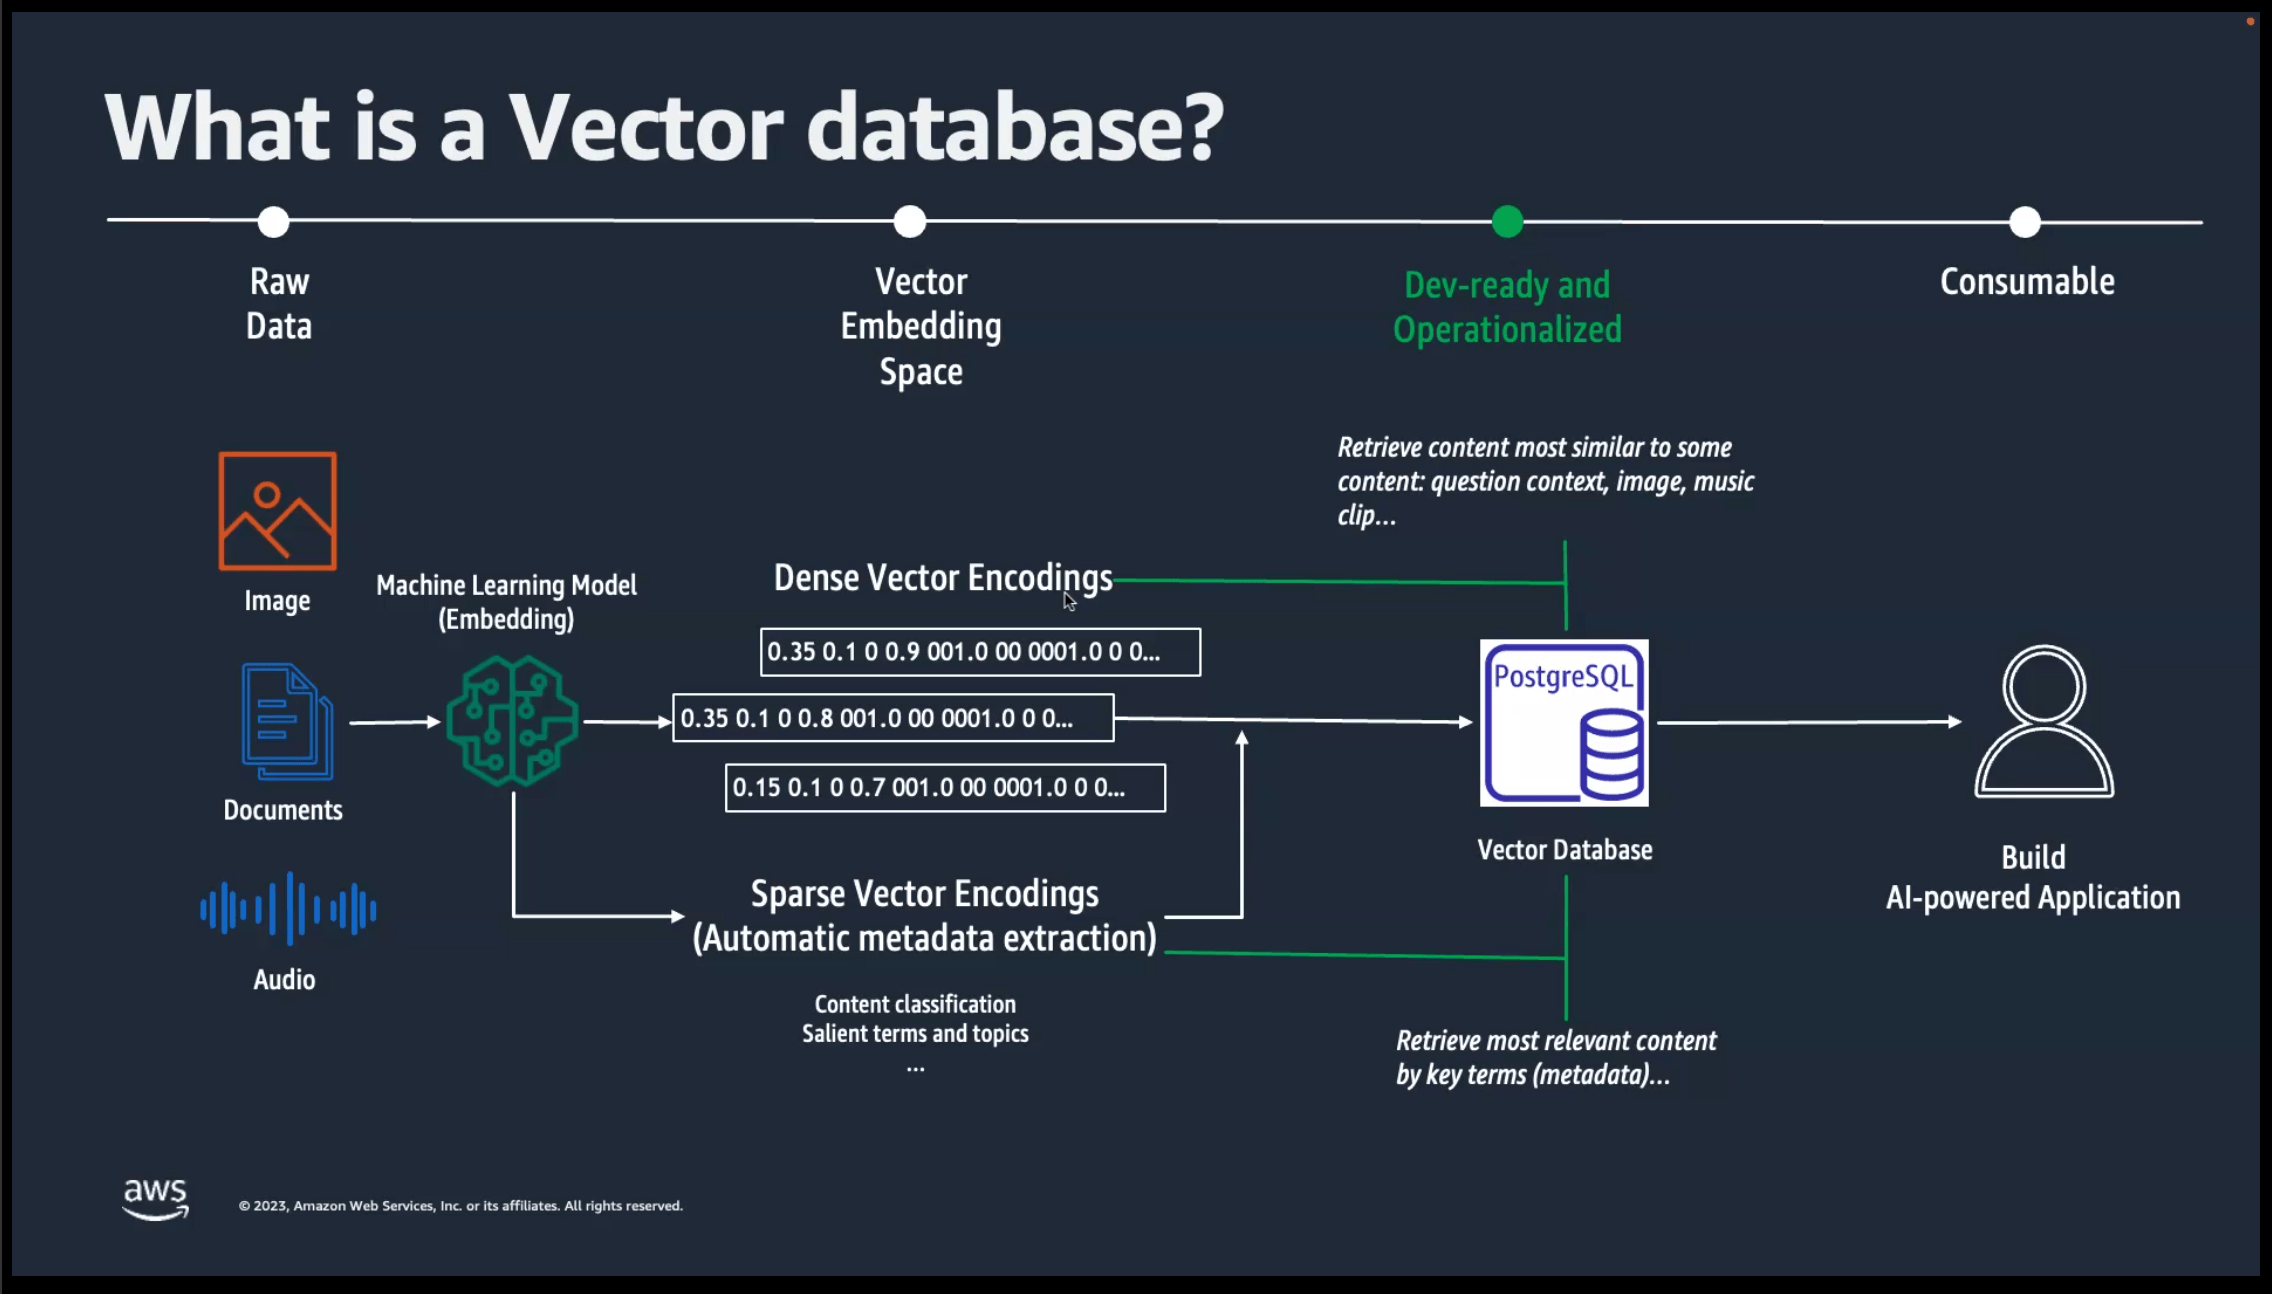 What is a Vector database?
Raw
Data
Vector
Embedding
Space
Dev-ready and
Operationalized
Consumable
Retrieve content most similar to some
content: question context, image, music
clip...
Image
Machine Learning Model
(Embedding)
Dense Vector Encodings
0.35 0.1 0 0.9 001.0 00 0001.0 0 0...
0.35 0.1 0 0.8 001.0 00 0001.0 0 0...
0.15 0.1 0 0.7 001.0 00 0001.0 0 0...
Documents
PostgreSQL
Vector Database
Build
AI-powered Application
Sparse Vector Encodings
(Automatic metadata extraction)
Audio
Content classification
Salient terms and topics
...
Retrieve most relevant content
by key terms (metadata)...
aws
© 2023, Amazon Web Services, Inc. or its affiliates. All rights reserved.